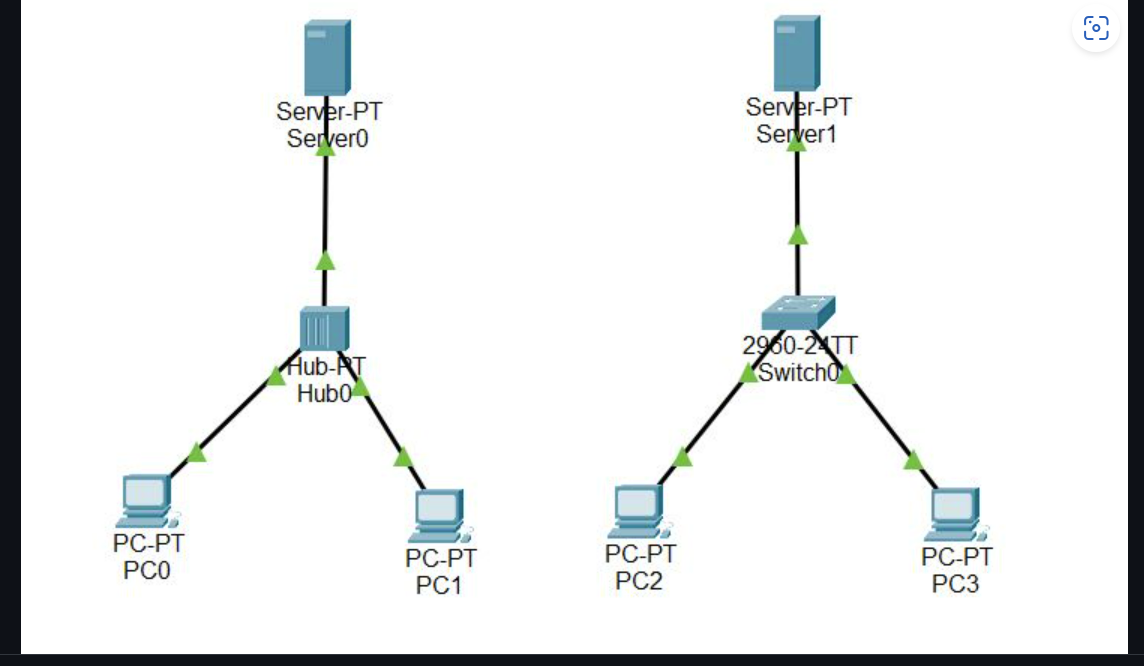 Server-PT
Server0
Server-PT
Server1
Hub-PT
Hub0
2960-24TT
Switch0
PC-PT
PC0
PC-PT
PC1
PC-PT
PC2
PC-PT
PC3